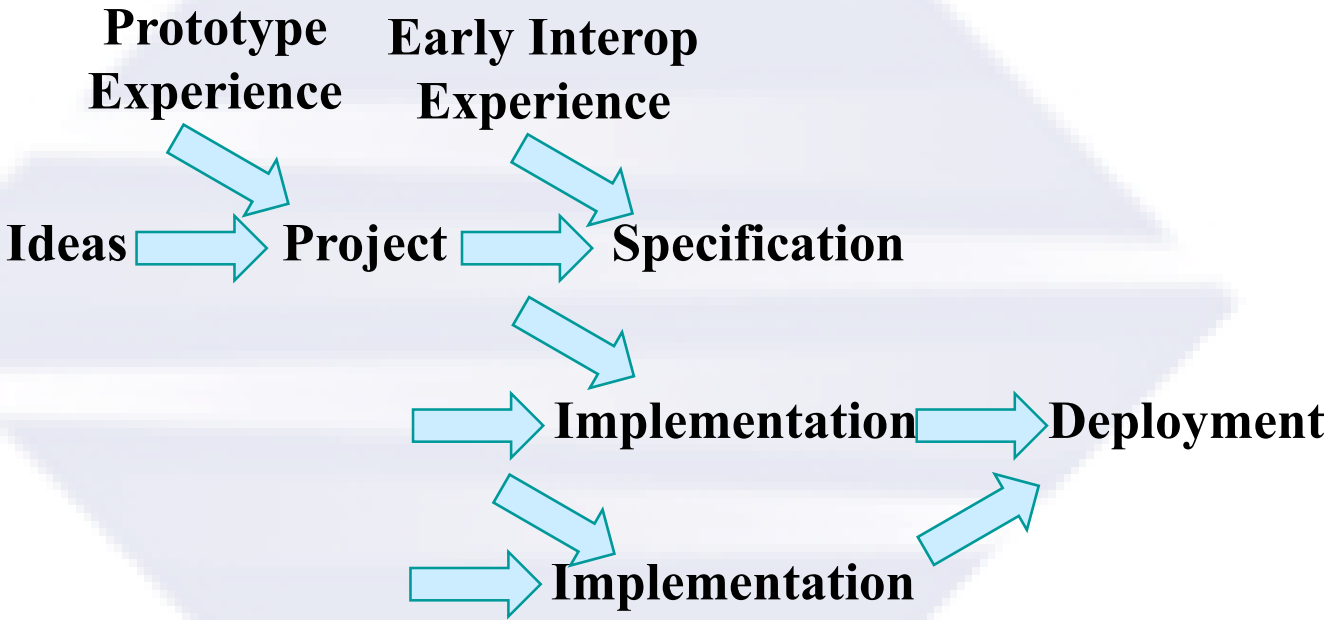 Prototype
Experience
Early Interop
Experience
Ideas
Project
Specification
Implementation
Deployment
Implementation